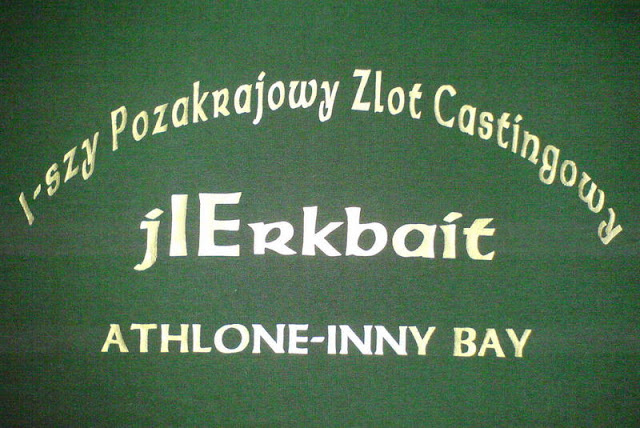 I-szy Pozakrajowy Zlot Castingowy
jIErkbait
ATHLONE-INNY BAY